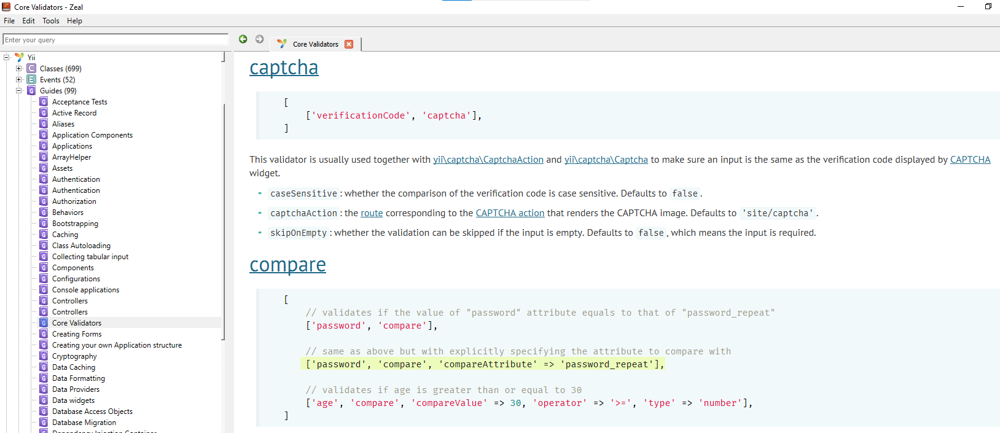 Core Validators - Zeal
File Edit Tools Help
Enter your query
Core Validators
Yii
Classes (699)
Events (52)
Guides (99)
Acceptance Tests
Active Record
Aliases
Application Components
Applications
ArrayHelper
Assets
Authentication
Authentication
Authorization
Behaviors
Bootstrapping
Caching
Class Autoloading
Collecting tabular input
Components
Configurations
Console applications
Controllers
Controllers
Core Validators
Creating Forms
Creating your own Application structure
Cryptography
Data Caching
Data Formatting
Data Providers
Data widgets
Database Access Objects
Database Migration
Dependency Injection Container
captcha
[
['verificationCode', 'captcha'],
]
This validator is usually used together with yii\captcha\CaptchaAction and yii\captcha\Captcha to make sure an input is the same as the verification code displayed by CAPTCHA
widget.
- caseSensitive: whether the comparison of the verification code is case sensitive. Defaults to false.
- captchaAction: the route corresponding to the CAPTCHA action that renders the CAPTCHA image. Defaults to 'site/captcha'.
- skipOnEmpty: whether the validation can be skipped if the input is empty. Defaults to false, which means the input is required.
compare
[
// validates if the value of "password" attribute equals to that of "password_repeat"
['password', 'compare'],
// same as above but with explicitly specifying the attribute to compare with
['password', 'compare', 'compareAttribute' => 'password_repeat'],
// validates if age is greater than or equal to 30
['age', 'compare', 'compareValue' => 30, 'operator' => '>=', 'type' => 'number'],
]